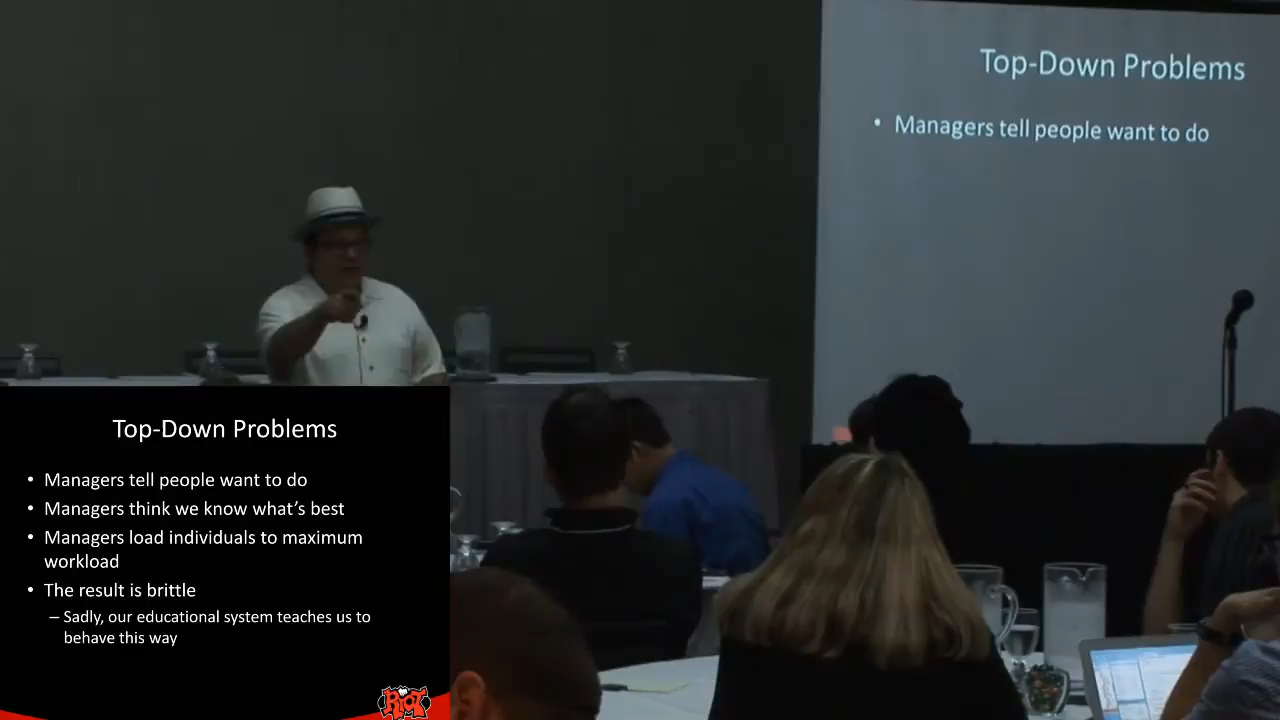 Top-Down Problems
• Managers tell people want to do
Top-Down Problems
• Managers tell people want to do
• Managers think we know what's best
• Managers load individuals to maximum
workload
• The result is brittle
– Sadly, our educational system teaches us to
behave this way
RIOT